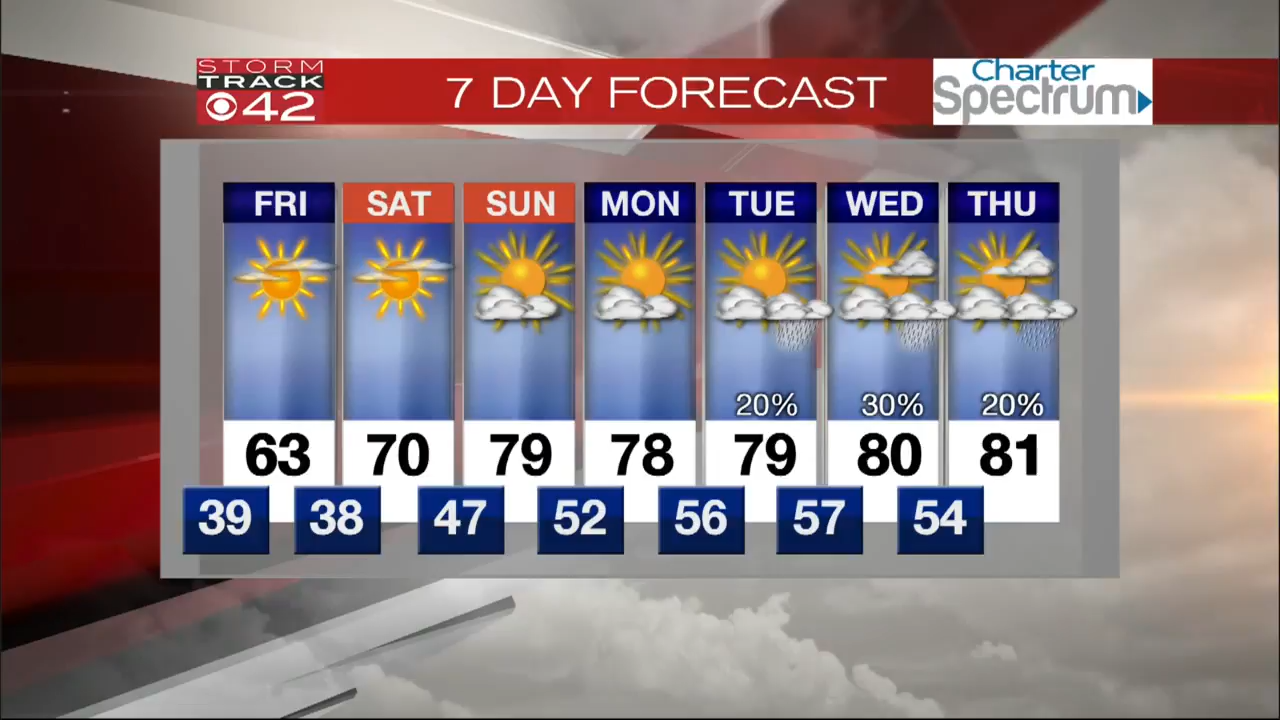 STORM
TRACK
42
7 DAY FORECAST
Charter
Spectrum
FRI SAT SUN MON TUE WED THU
20% 30% 20%
63 70 79 78 79 80 81
39 38 47 52 56 57 54